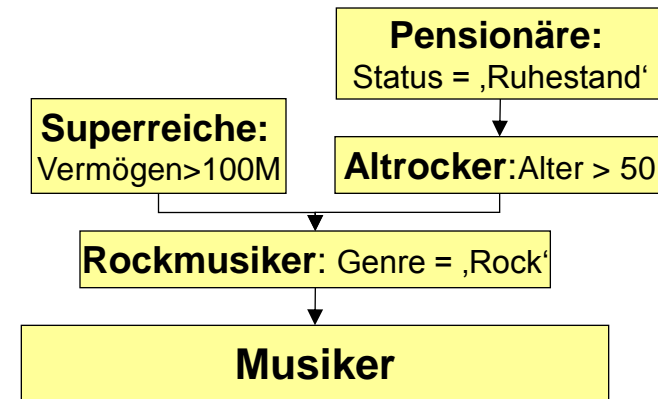 Pensionäre:
Status = ‚Ruhestand‘
Superreiche:
Vermögen>100M
Altrocker:Alter > 50
Rockmusiker: Genre = ‚Rock‘
Musiker